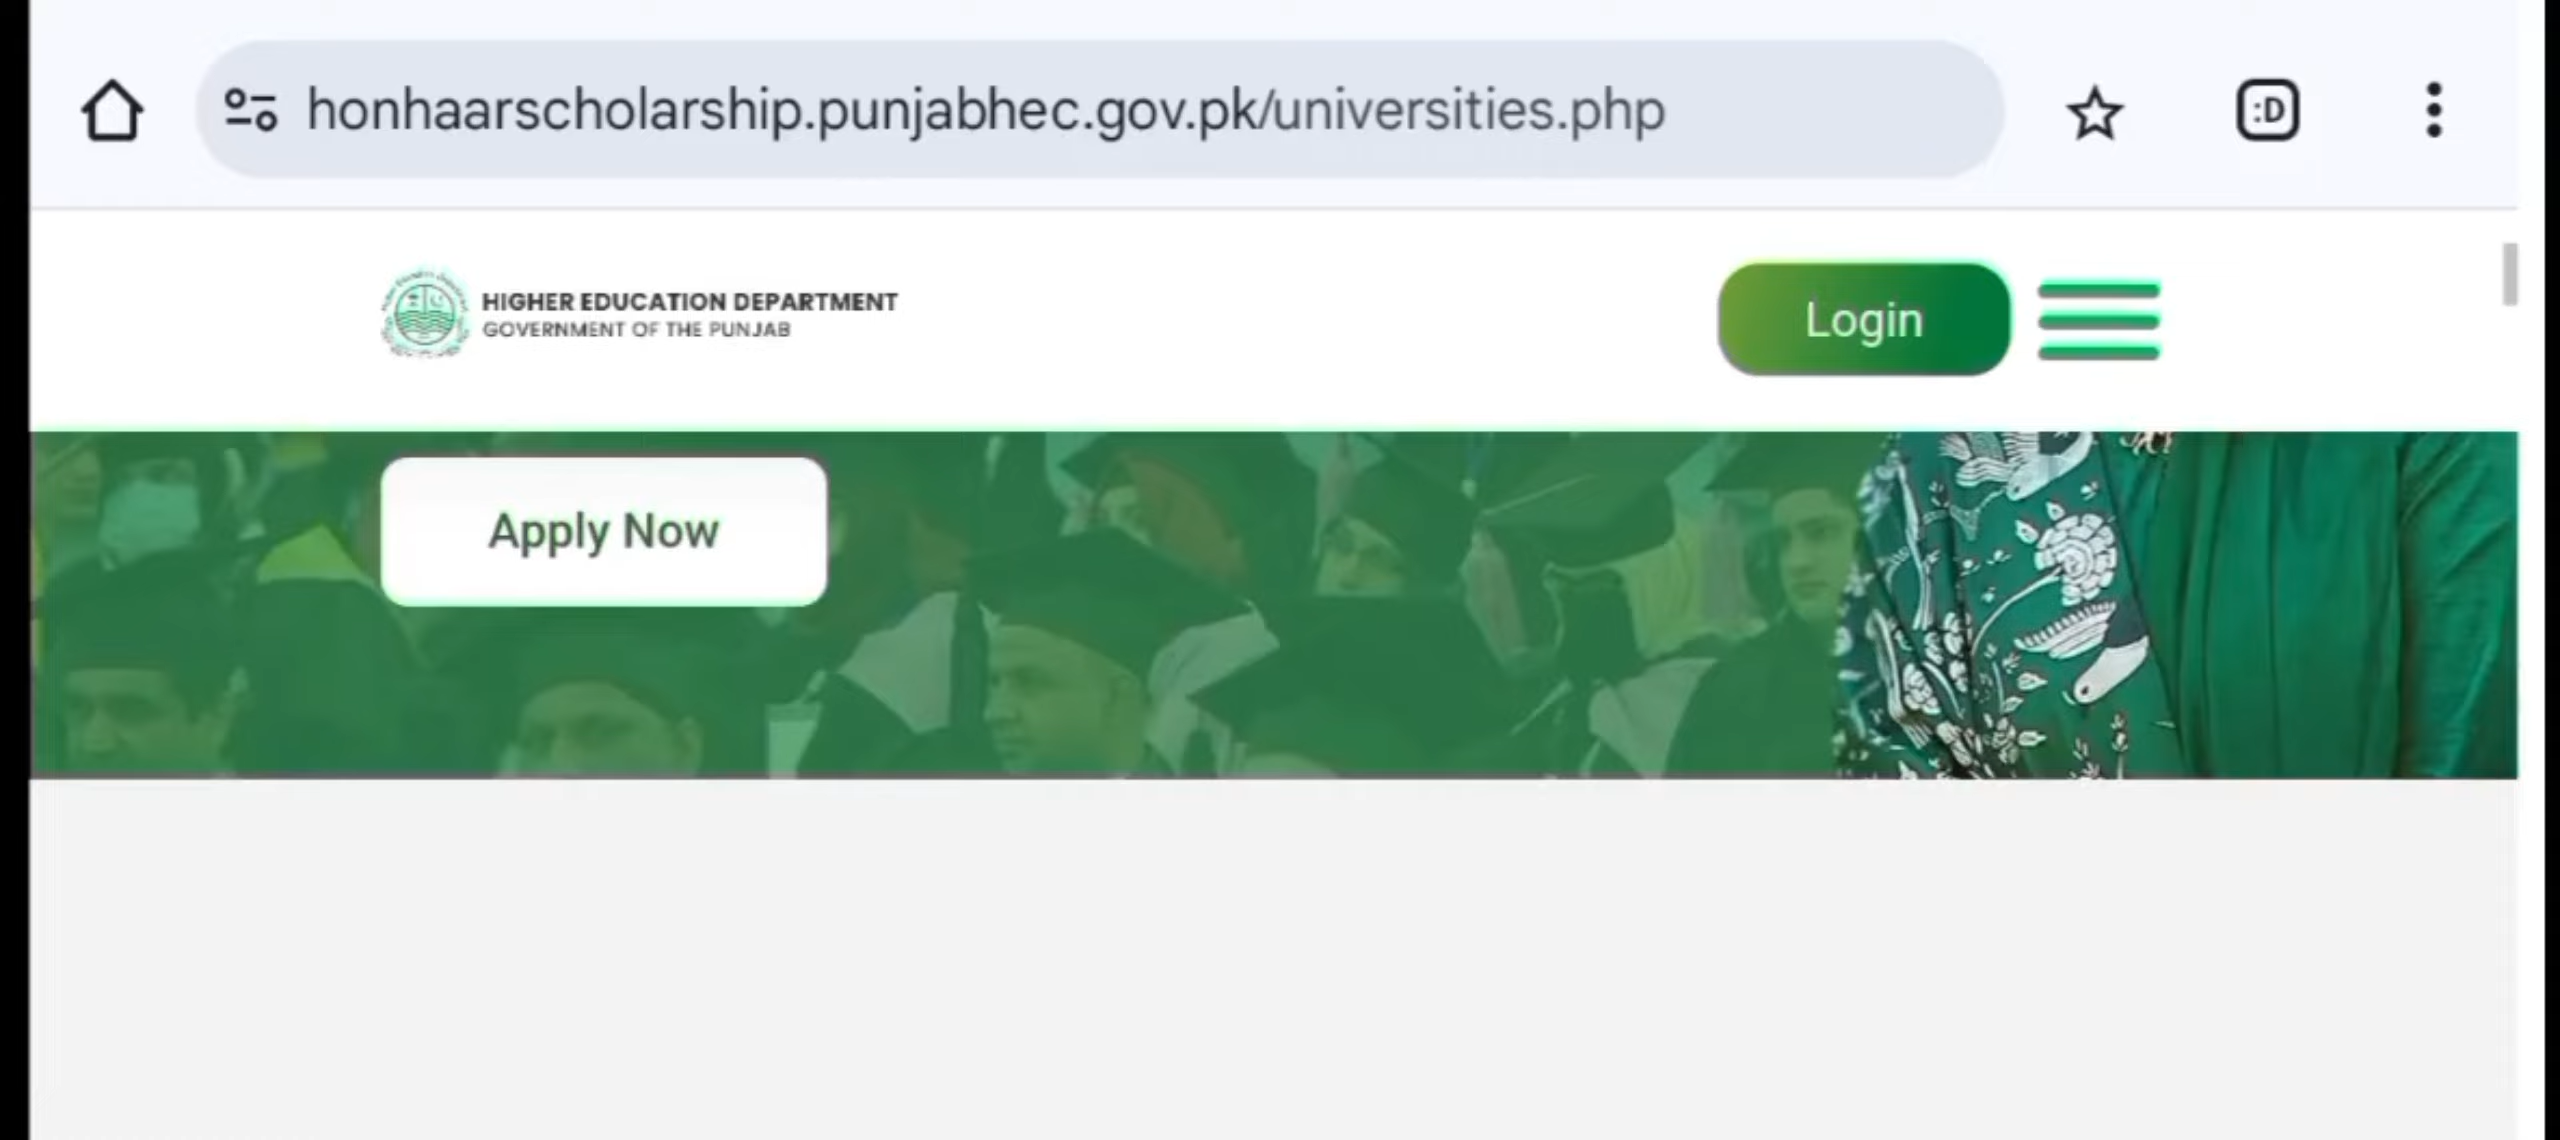 honhaarscholarship.punjabhec.gov.pk/universities.php
:D
HIGHER EDUCATION DEPARTMENT
GOVERNMENT OF THE PUNJAB
Login
Apply Now